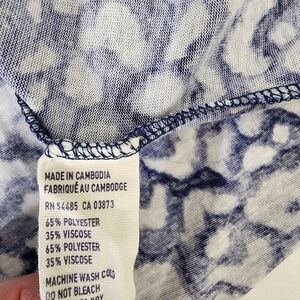 MADE IN CAMBODIA
FABRIQUÉ AU CAMBODGE
RN 54485 CA 03873
65% POLYESTER
35% VISCOSE
65% POLYESTER
35% VISCOSE
MACHINE WASH COLD
DO NOT BLEACH
DRY